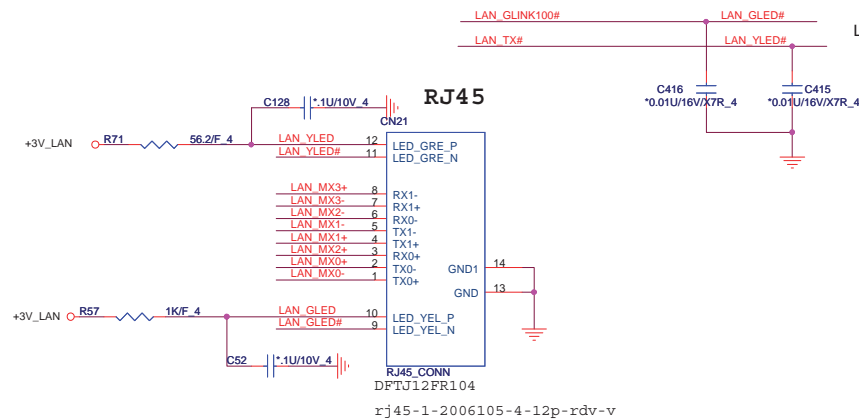 LAN_GLINK100# LAN_GLED#
LAN_TX# LAN_YLED#
L
C416
*0.01U/16V/X7R_4
C415
*0.01U/16V/X7R_4
RJ45
C128 *.1U/10V_4
CN21
+3V_LAN R71 56.2/F_4 LAN_YLED 12 LED_GRE_P
LAN_YLED# 11 LED_GRE_N
LAN_MX3+ 8 RX1-
LAN_MX3- 7 RX1+
LAN_MX2- 6 RX0-
LAN_MX1- 5 TX1-
LAN_MX1+ 4 TX1+
LAN_MX2+ 3 RX0+
LAN_MX0+ 2 TX0- GND1 14
LAN_MX0- 1 TX0+
GND 13
+3V_LAN R57 1K/F_4 LAN_GLED 10 LED_YEL_P
LAN_GLED# 9 LED_YEL_N
C52 *.1U/10V_4
RJ45_CONN
DFTJ12FR104
rj45-1-2006105-4-12p-rdv-v